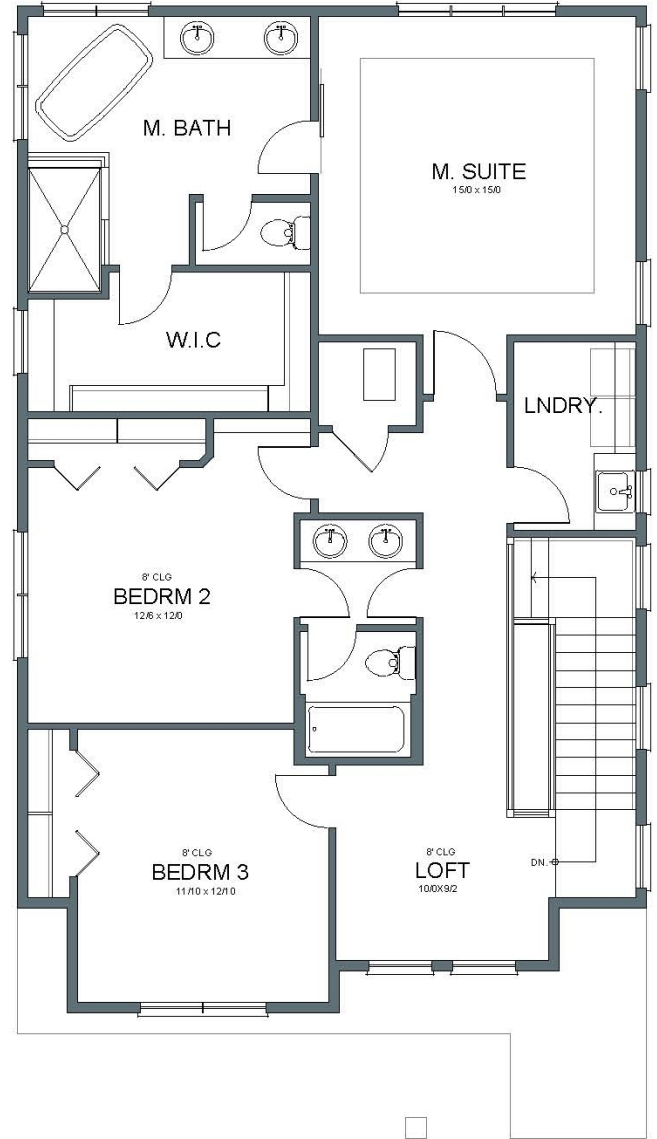 M. BATH
M. SUITE
15/0 x 15/0
W.I.C
LNDRY.
8' CLG
BEDRM 2
12/6 x 12/0
8' CLG
BEDRM 3
11/10 x 12/10
8' CLG
LOFT
10/0X9/2
DN.